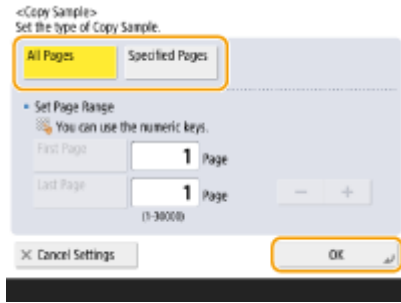 <Copy Sample>
Set the type of Copy Sample.
All Pages Specified Pages
Set Page Range
You can use the numeric keys.
First Page 1 Page
Last Page 1 Page - +
(1-30000)
× Cancel Settings OK